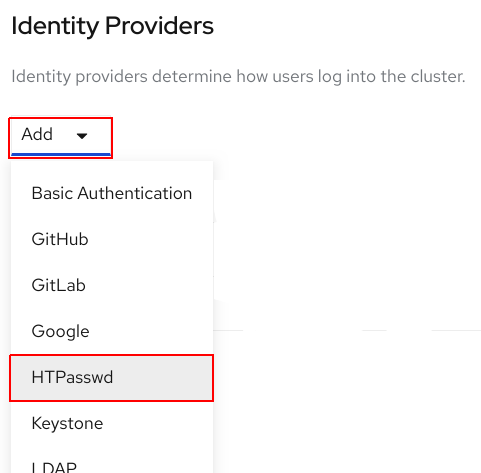 Identity Providers
Identity providers determine how users log into the cluster.
Add
Basic Authentication
GitHub
GitLab
Google
HTPasswd
Keystone
LDAP